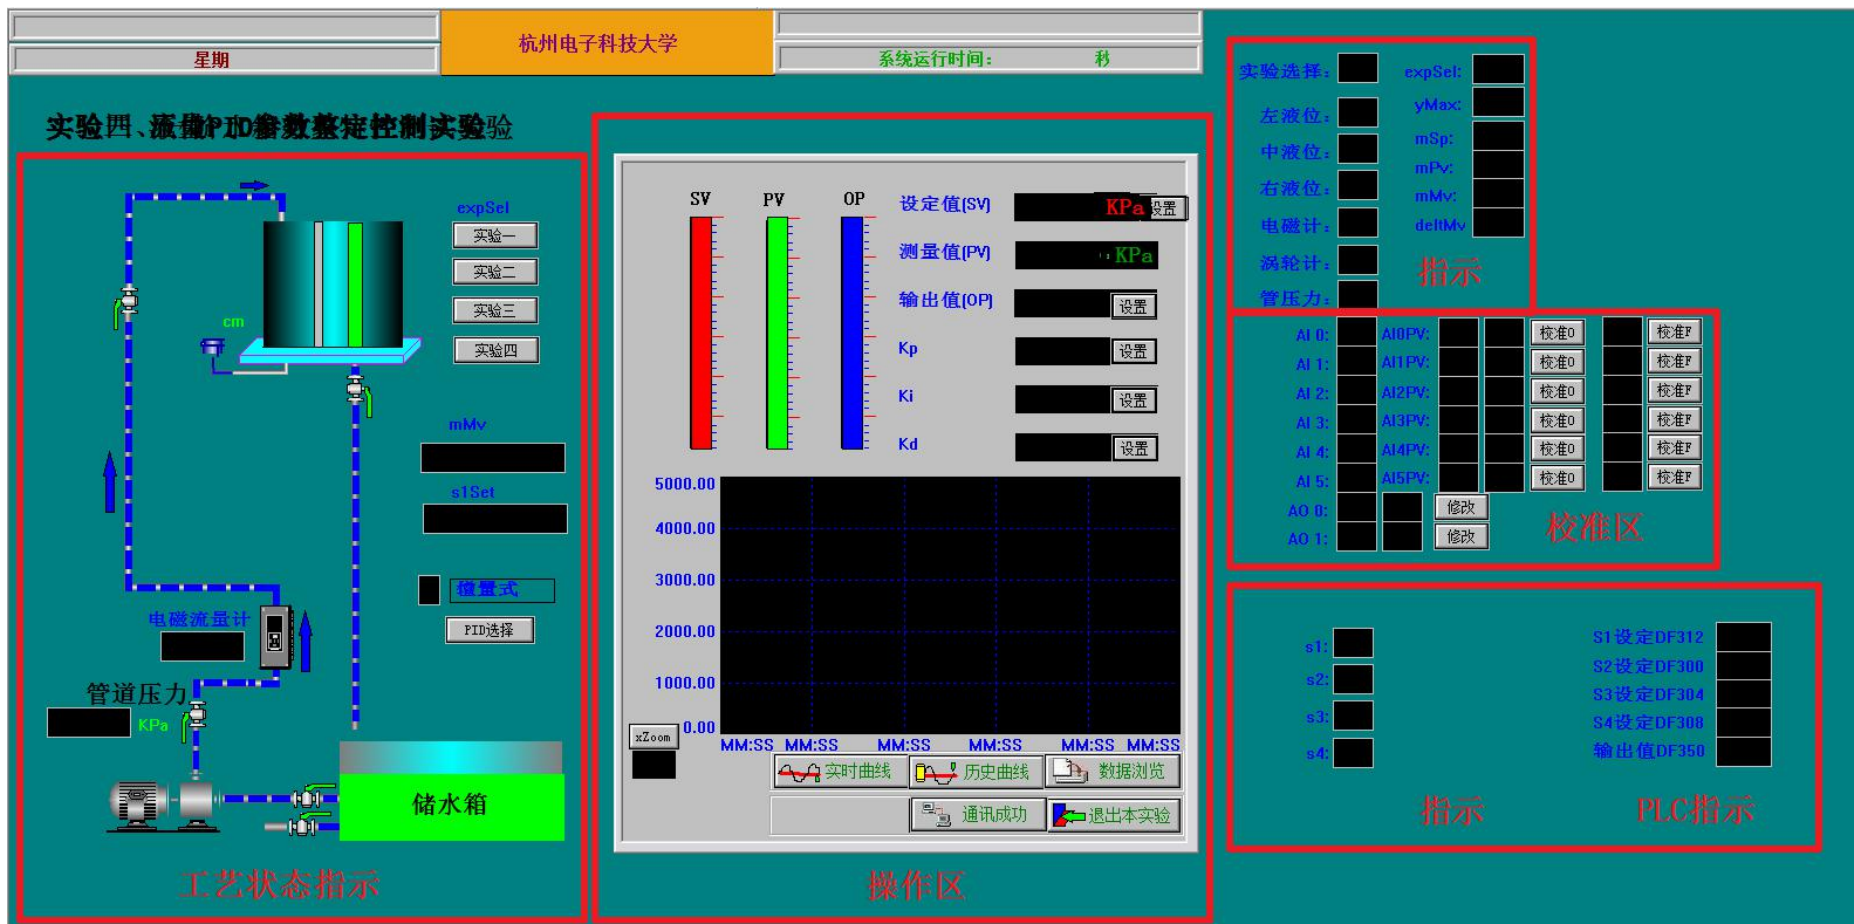 星期
杭州电子科技大学
系统运行时间： 秒
expSel
实验一
实验二
实验三
实验四
cm
mMv
s1Set
PID选择
电磁流量计
管道压力
KPa
储水箱
工艺状态指示
SV PV OP
设定值(SV) KPa 设置
测量值(PV) KPa
输出值(OP) 设置
Kp 设置
Ki 设置
Kd 设置
5000.00
4000.00
3000.00
2000.00
1000.00
0.00
xZoom
MM:SS MM:SS MM:SS MM:SS MM:SS MM:SS
实时曲线 历史曲线 数据浏览
通讯成功 退出本实验
操作区
实验选择： expSel:
左液位： yMax:
中液位： mSp:
mPv:
右液位： mMv:
电磁计： deltMv
涡轮计：
管压力：
指示
AI 0: AI0PV: 校准0 校准F
AI 1: AI1PV: 校准0 校准F
AI 2: AI2PV: 校准0 校准F
AI 3: AI3PV: 校准0 校准F
AI 4: AI4PV: 校准0 校准F
AI 5: AI5PV: 校准0 校准F
AO 0: 修改
AO 1: 修改
校准区
s1:
s2:
s3:
s4:
指示
S1设定DF312
S2设定DF300
S3设定DF304
S4设定DF308
输出值DF350
PLC指示